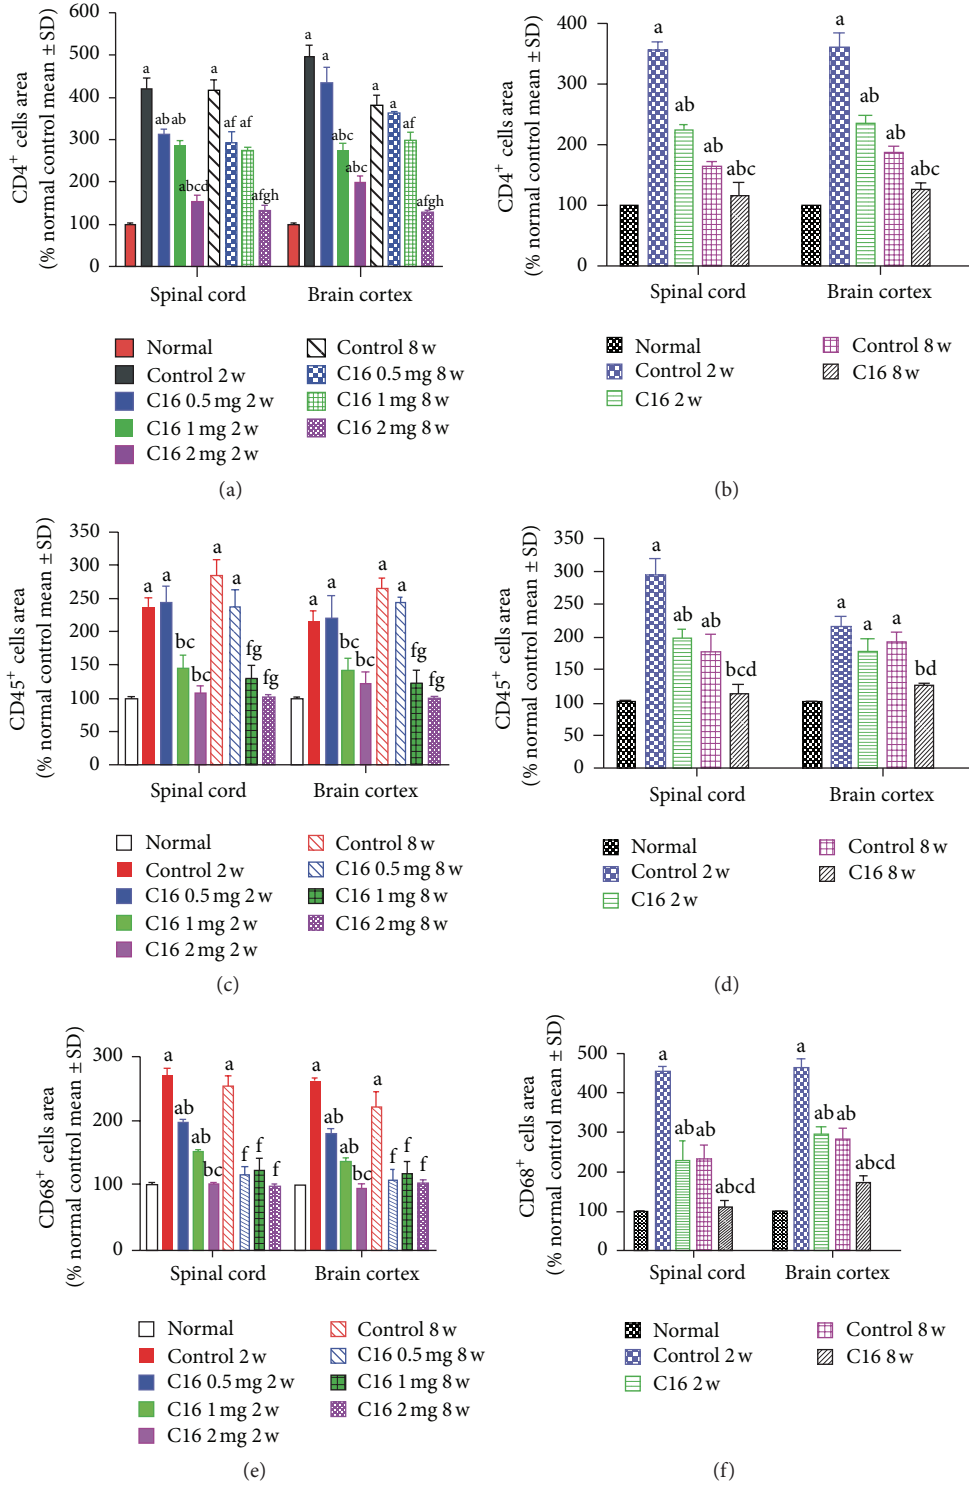 CD4+ cells area
(% normal control mean ± SD)
600
500
400
300
200
100
0
a
ab ab
abcd
a
af af
afgh
a
a
abc
abc
a
a
af
afgh
Spinal cord
Brain cortex
Normal
Control 2 w
C16 0.5 mg 2 w
C16 1 mg 2 w
C16 2 mg 2 w
Control 8 w
C16 0.5 mg 8 w
C16 1 mg 8 w
C16 2 mg 8 w
(a)
CD4+ cells area
(% normal control mean ± SD)
400
300
200
100
0
a
ab
ab
abc
a
ab
ab
abc
Spinal cord
Brain cortex
Normal
Control 2 w
C16 2 w
Control 8 w
C16 8 w
(b)
CD45+ cells area
(% normal control mean ± SD)
350
300
250
200
150
100
50
0
a
a
bc
bc
a
a
fg
fg
a
a
bc
bc
a
a
fg
fg
Spinal cord
Brain cortex
Normal
Control 2 w
C16 0.5 mg 2 w
C16 1 mg 2 w
C16 2 mg 2 w
Control 8 w
C16 0.5 mg 8 w
C16 1 mg 8 w
C16 2 mg 8 w
(c)
CD45+ cells area
(% normal control mean ± SD)
350
300
250
200
150
100
50
0
a
ab
ab
bcd
a
a
a
bd
Spinal cord
Brain cortex
Normal
Control 2 w
C16 2 w
Control 8 w
C16 8 w
(d)
CD68+ cells area
(% normal control mean ± SD)
300
200
100
0
a
ab
ab
bc
a
f
f
f
a
ab
ab
bc
a
f
f
f
Spinal cord
Brain cortex
Normal
Control 2 w
C16 0.5 mg 2 w
C16 1 mg 2 w
C16 2 mg 2 w
Control 8 w
C16 0.5 mg 8 w
C16 1 mg 8 w
C16 2 mg 8 w
(e)
CD68+ cells area
(% normal control mean ± SD)
500
400
300
200
100
0
a
ab ab
abcd
a
ab ab
abcd
Spinal cord
Brain cortex
Normal
Control 2 w
C16 2 w
Control 8 w
C16 8 w
(f)